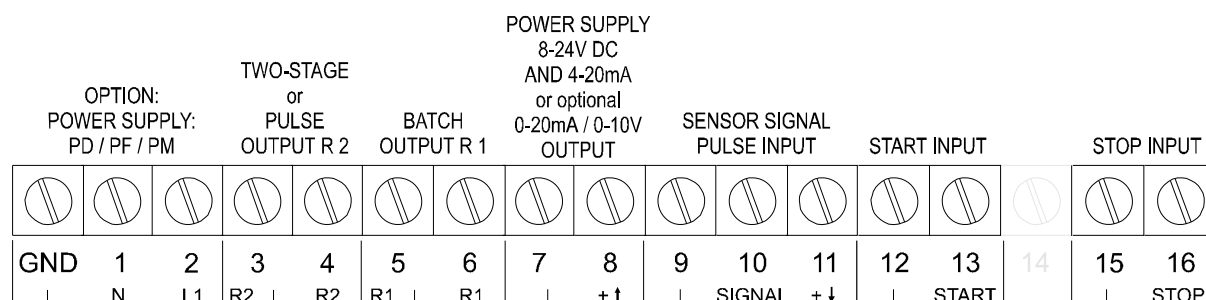 POWER SUPPLY
8-24V DC
AND 4-20mA
or optional
0-20mA / 0-10V
OUTPUT
TWO-STAGE
or
PULSE
OUTPUT R 2
OPTION:
POWER SUPPLY:
PD / PF / PM
BATCH
OUTPUT R 1
SENSOR SIGNAL
PULSE INPUT
START INPUT
STOP INPUT
GND 1 2 3 4 5 6 7 8 9 10 11 12 13 14 15 16
⊥ N L1 R2 ⊥ R2 R1 ⊥ R1 ⊥ +↑ ⊥ SIGNAL +↓ ⊥ START ⊥ STOP